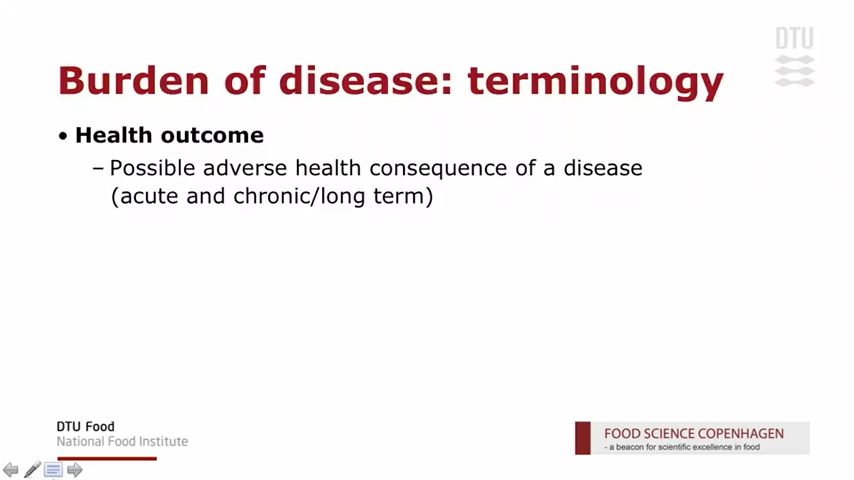 DTU
Burden of disease: terminology
• Health outcome
– Possible adverse health consequence of a disease
(acute and chronic/long term)
DTU Food
National Food Institute
FOOD SCIENCE COPENHAGEN
- a beacon for scientific excellence in food